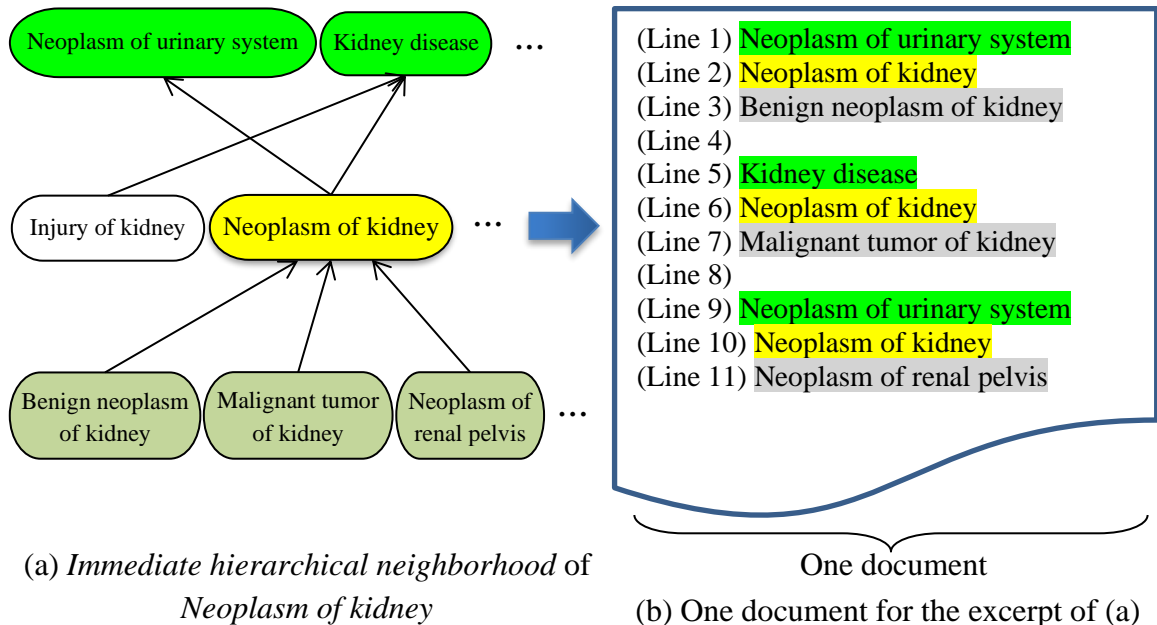 Neoplasm of urinary system
Kidney disease
...
Injury of kidney
Neoplasm of kidney
...
Benign neoplasm
of kidney
Malignant tumor
of kidney
Neoplasm of
renal pelvis
...
(a) Immediate hierarchical neighborhood of
Neoplasm of kidney
(Line 1) Neoplasm of urinary system
(Line 2) Neoplasm of kidney
(Line 3) Benign neoplasm of kidney
(Line 4)
(Line 5) Kidney disease
(Line 6) Neoplasm of kidney
(Line 7) Malignant tumor of kidney
(Line 8)
(Line 9) Neoplasm of urinary system
(Line 10) Neoplasm of kidney
(Line 11) Neoplasm of renal pelvis
One document
(b) One document for the excerpt of (a)